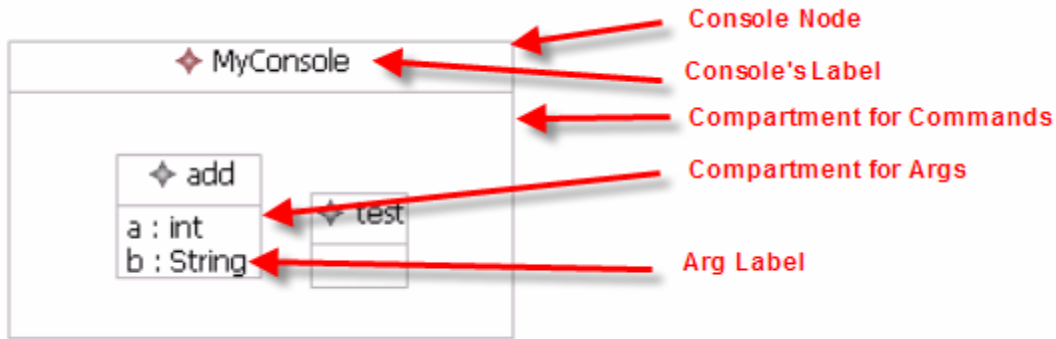 Console Node
MyConsole
Console's Label
Compartment for Commands
add
Compartment for Args
test
a : int
b : String
Arg Label